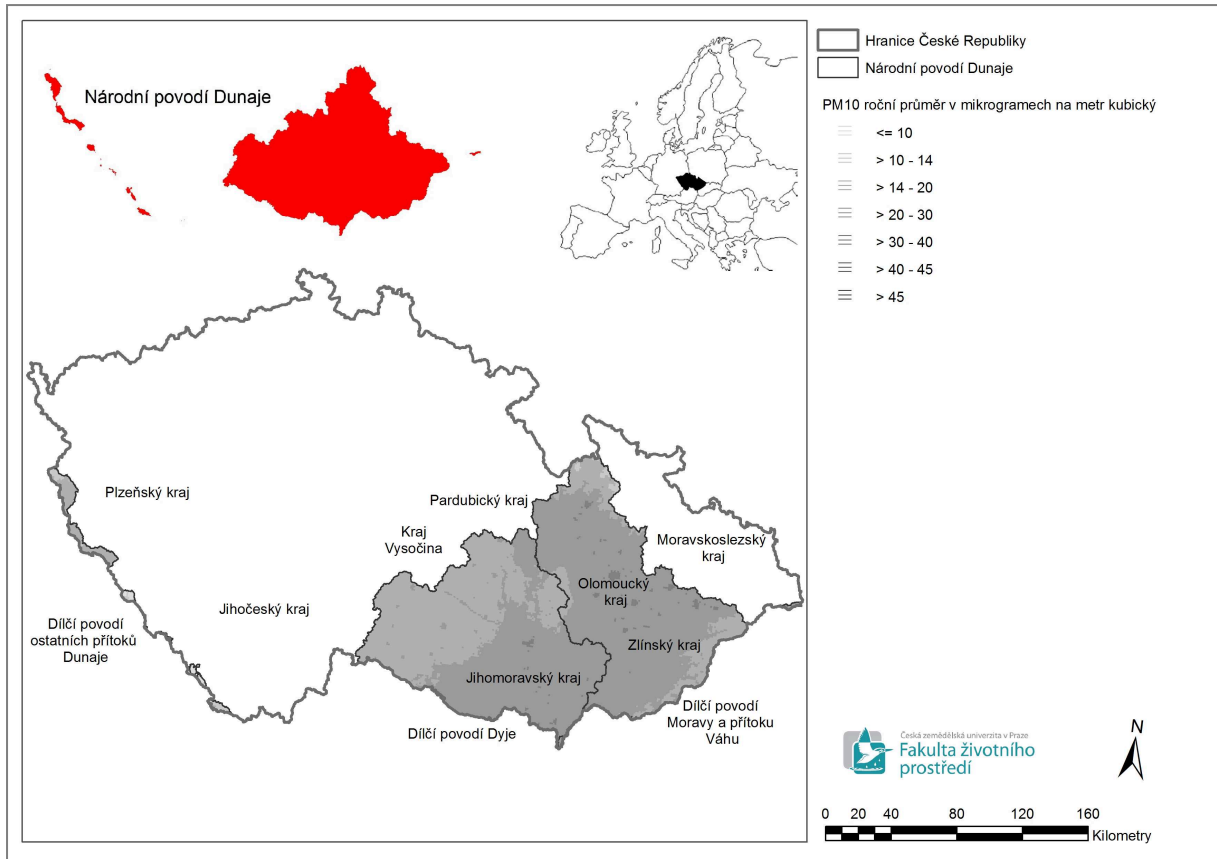 Národní povodí Dunaje
Hranice České Republiky
Národní povodí Dunaje
PM10 roční průměr v mikrogramech na metr kubický
<= 10
> 10 - 14
> 14 - 20
> 20 - 30
> 30 - 40
> 40 - 45
> 45
Plzeňský kraj
Pardubický kraj
Kraj
Vysočina
Moravskoslezský
kraj
Olomoucký
kraj
Jihočeský kraj
Dílčí povodí
ostatních přítoků
Dunaje
Zlínský kraj
Jihomoravský kraj
Dílčí povodí Dyje
Dílčí povodí
Moravy a přítoku
Váhu
Česká zemědělská univerzita v Praze
Fakulta životního
prostředí
N
0 10 20 40 80 120 160
Kilometry